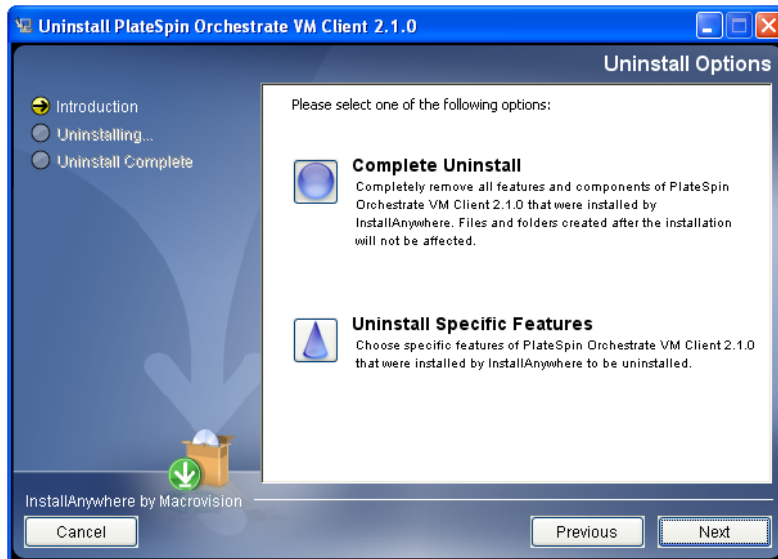 Uninstall PlateSpin Orchestrate VM Client 2.1.0
Uninstall Options
Introduction
Uninstalling...
Uninstall Complete
Please select one of the following options:
Complete Uninstall
Completely remove all features and components of PlateSpin
Orchestrate VM Client 2.1.0 that were installed by
InstallAnywhere. Files and folders created after the installation
will not be affected.
Uninstall Specific Features
Choose specific features of PlateSpin Orchestrate VM Client 2.1.0
that were installed by InstallAnywhere to be uninstalled.
InstallAnywhere by Macrovision
Cancel
Previous
Next